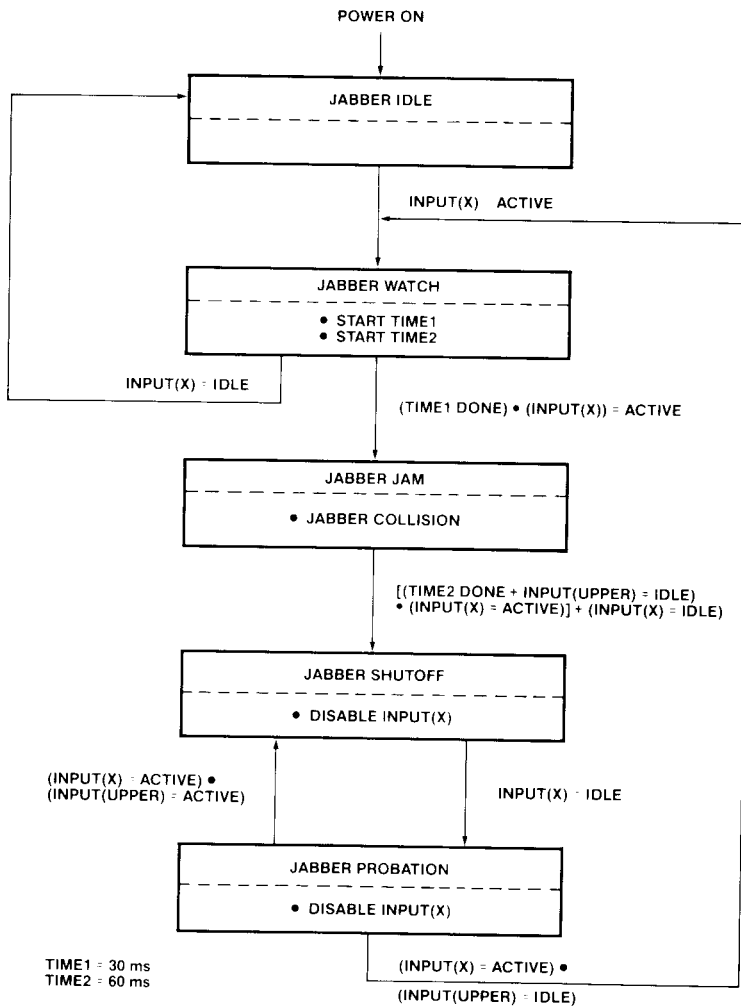 POWER ON
JABBER IDLE
INPUT(X) ACTIVE
JABBER WATCH
• START TIME1
• START TIME2
INPUT(X) = IDLE
(TIME1 DONE) • (INPUT(X)) = ACTIVE
JABBER JAM
• JABBER COLLISION
[(TIME2 DONE + INPUT(UPPER) = IDLE)
• (INPUT(X) = ACTIVE)] + (INPUT(X) = IDLE)
JABBER SHUTOFF
• DISABLE INPUT(X)
(INPUT(X) = ACTIVE) •
(INPUT(UPPER) = ACTIVE)
INPUT(X) = IDLE
JABBER PROBATION
• DISABLE INPUT(X)
(INPUT(X) = ACTIVE) •
(INPUT(UPPER) = IDLE)
TIME1 = 30 ms
TIME2 = 60 ms